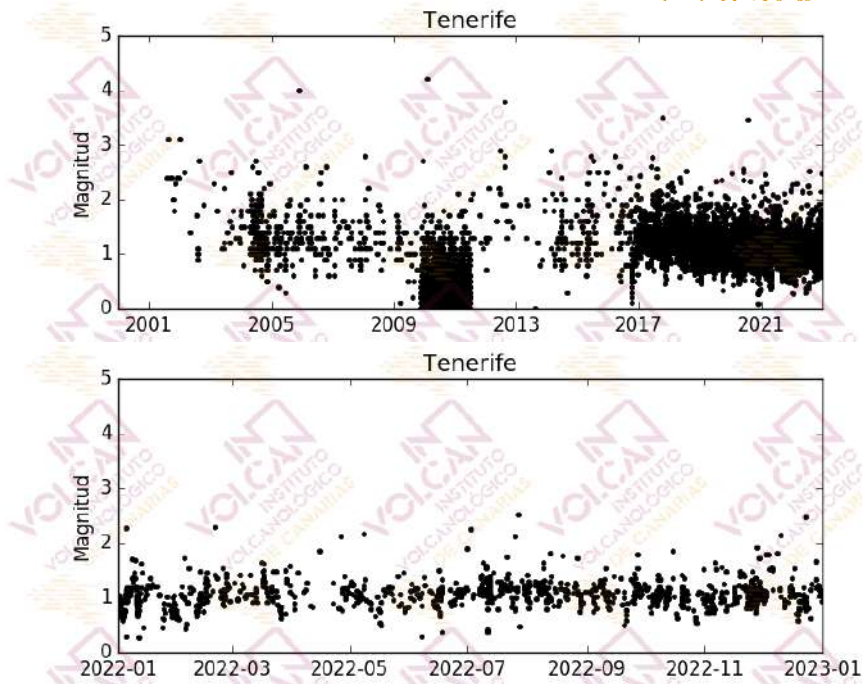 Tenerife
5
4
3
2
1
0
Magnitud
2001 2005 2009 2013 2017 2021
Tenerife
5
4
3
2
1
0
Magnitud
2022-01 2022-03 2022-05 2022-07 2022-09 2022-11 2023-01
INVOLCAN
INSTITUTO
VOLCANOLÓGICO
DE CANARIAS